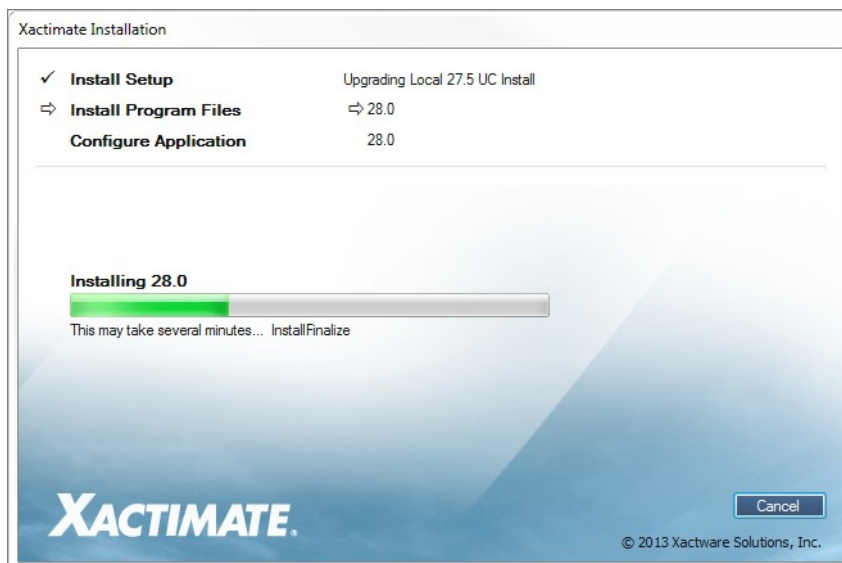 Xactimate Installation
✓ Install Setup Upgrading Local 27.5 UC Install
⇨ Install Program Files ⇨ 28.0
Configure Application 28.0
Installing 28.0
This may take several minutes... InstallFinalize
XACTIMATE.
Cancel
© 2013 Xactware Solutions, Inc.